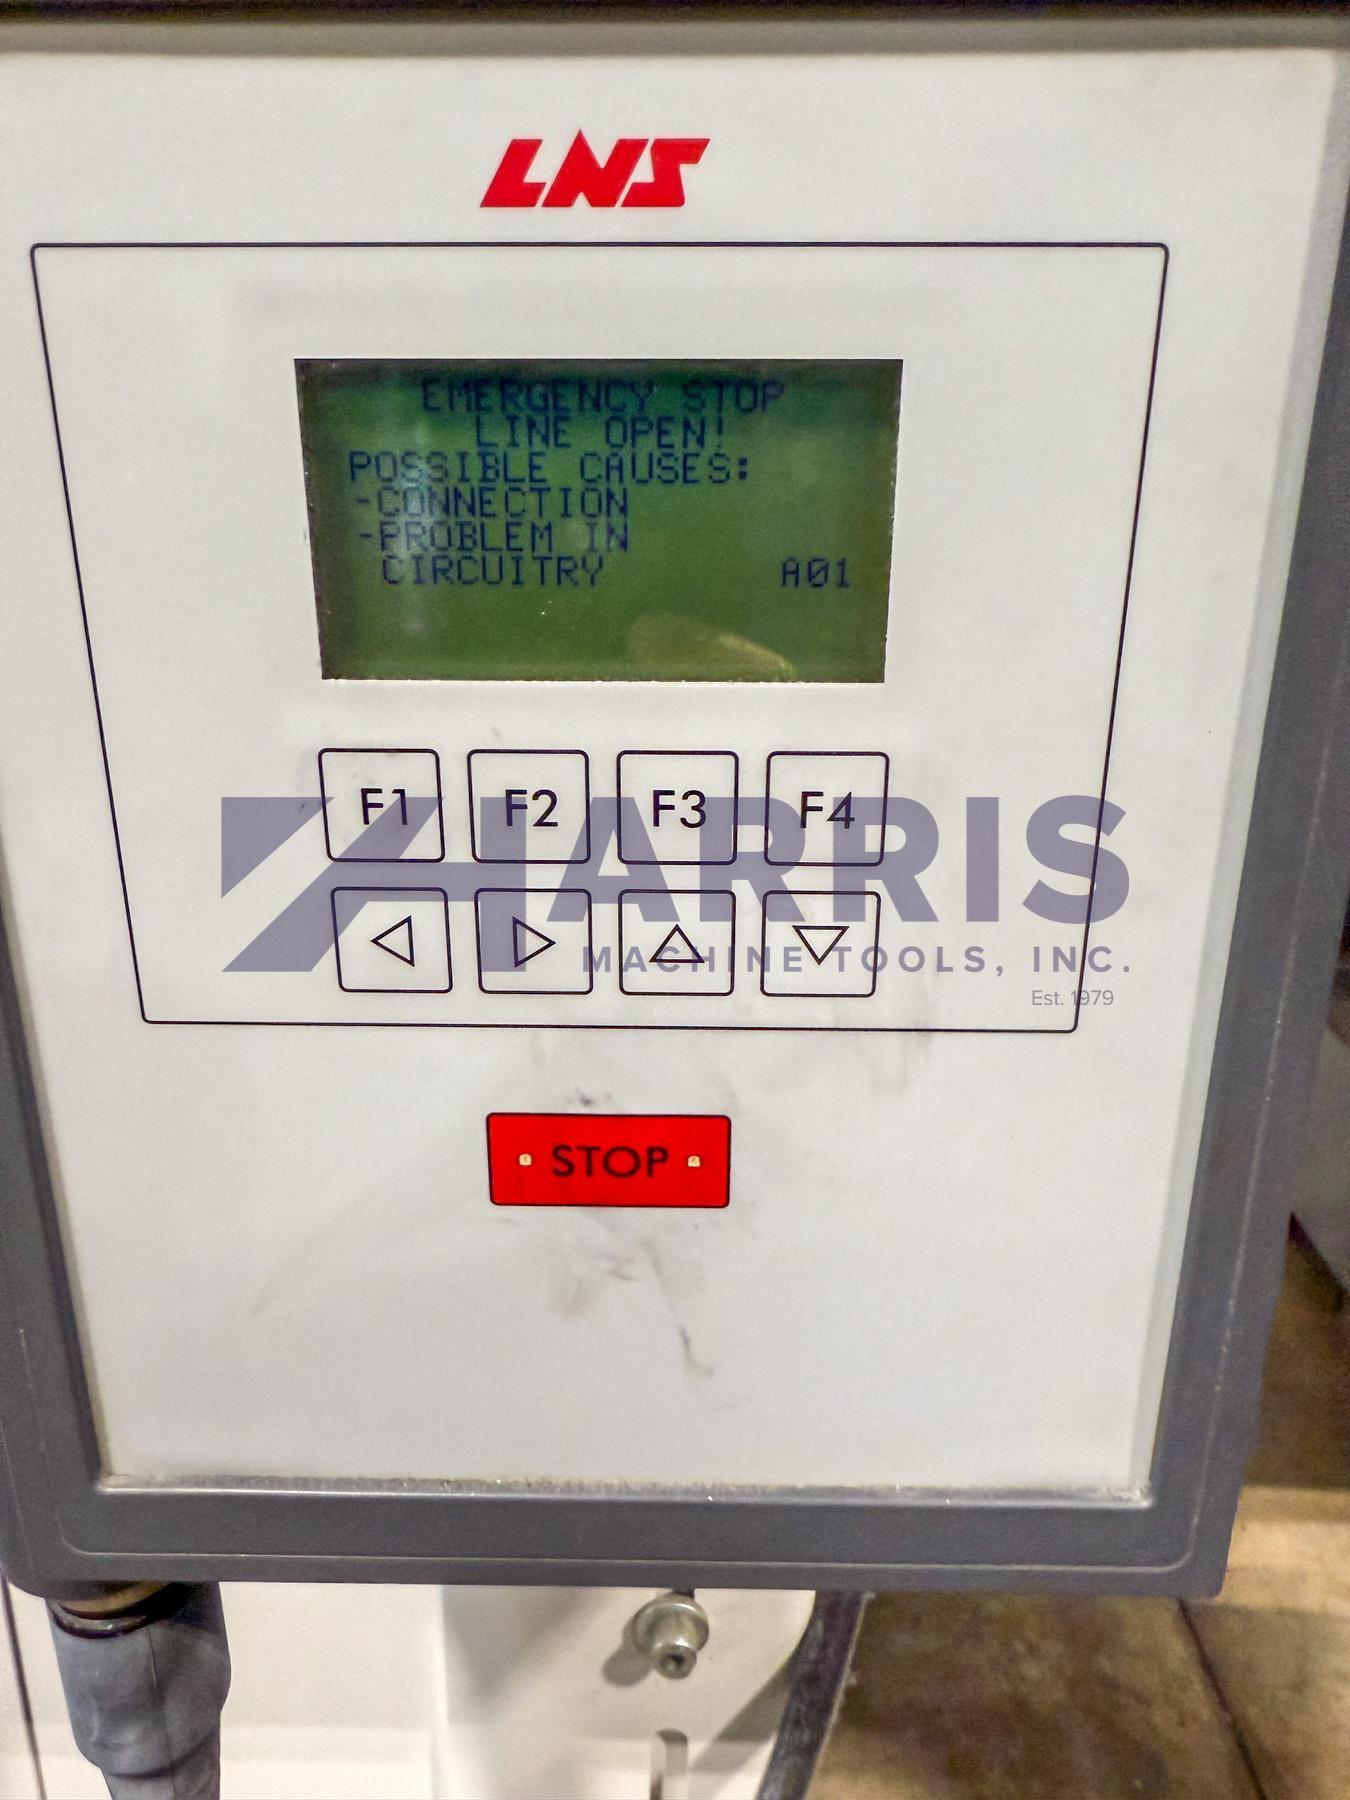 LNS
EMERGENCY STOP
LINE OPEN!
POSSIBLE CAUSES:
-CONNECTION
-PROBLEM IN
CIRCUITRY A01
F1 F2 F3 F4
HARRIS
MACHINE TOOLS, INC.
Est. 1979
STOP